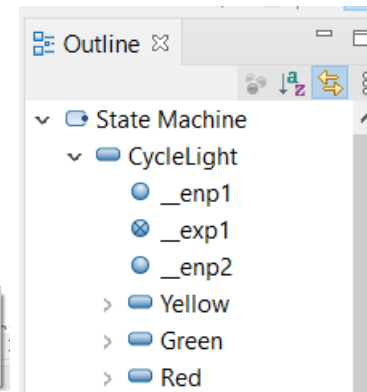 Outline
State Machine
CycleLight
__enp1
__exp1
__enp2
Yellow
Green
Red